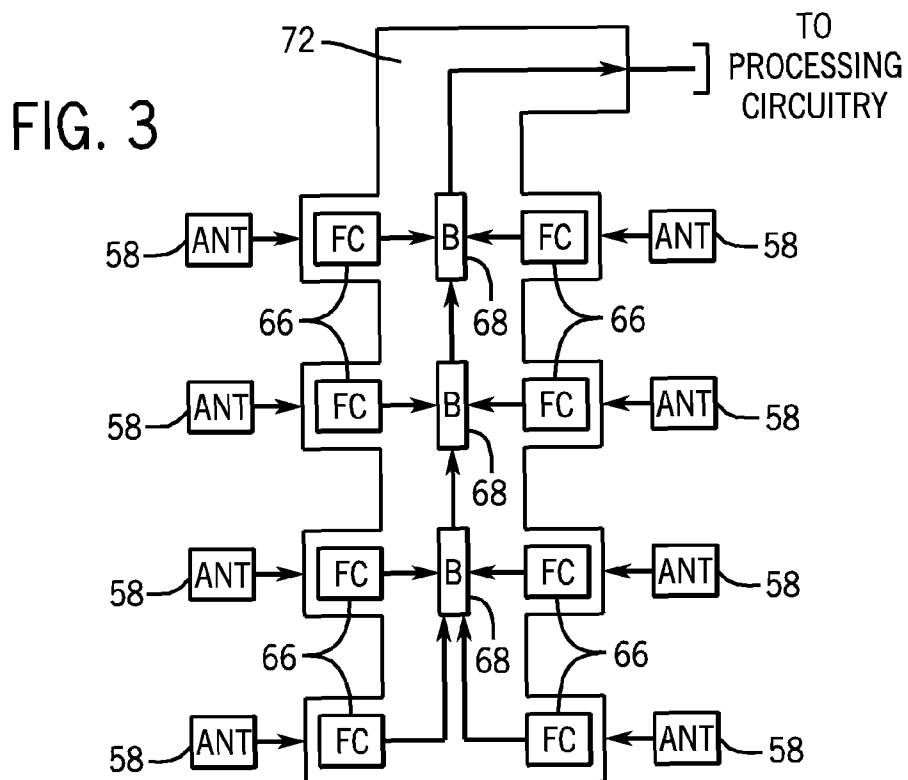 72
TO
PROCESSING
CIRCUITRY
FIG. 3
58 ANT FC B FC ANT 58
66 68 66
58 ANT FC B FC ANT 58
68
58 ANT FC B FC ANT 58
66 68 66
58 ANT FC FC ANT 58